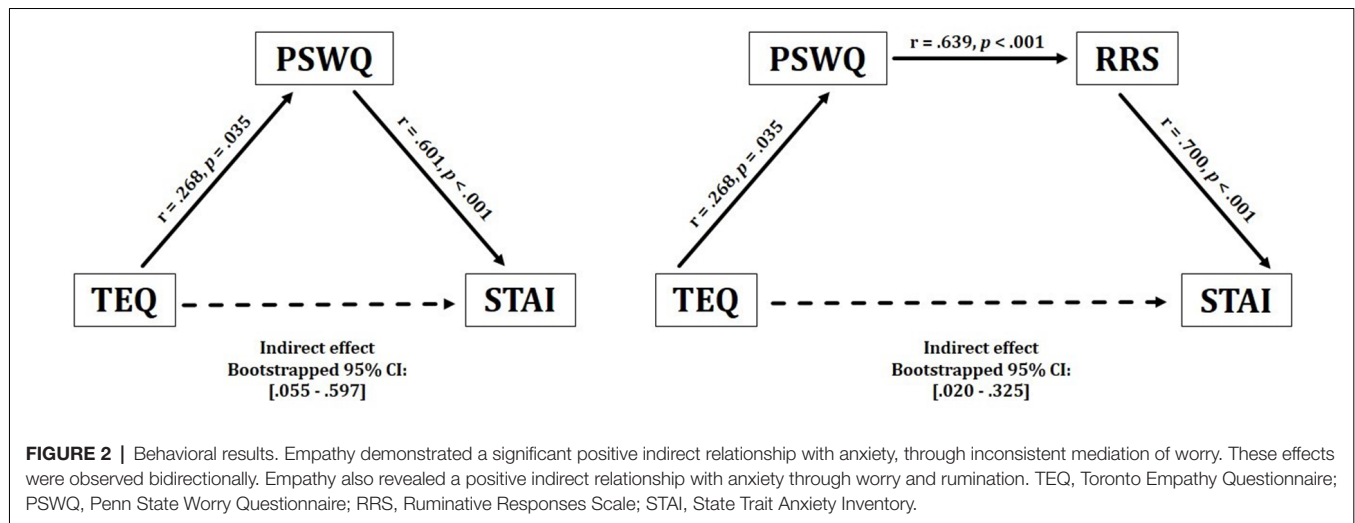 PSWQ
r = .268, p = .035
r = .601, p < .001
TEQ
STAI
Indirect effect
Bootstrapped 95% CI:
[.055 - .597]
PSWQ
r = .639, p < .001
RRS
r = .268, p = .035
r = .700, p < .001
TEQ
STAI
Indirect effect
Bootstrapped 95% CI:
[.020 - .325]
FIGURE 2 | Behavioral results. Empathy demonstrated a significant positive indirect relationship with anxiety, through inconsistent mediation of worry. These effects
were observed bidirectionally. Empathy also revealed a positive indirect relationship with anxiety through worry and rumination. TEQ, Toronto Empathy Questionnaire;
PSWQ, Penn State Worry Questionnaire; RRS, Ruminative Responses Scale; STAI, State Trait Anxiety Inventory.